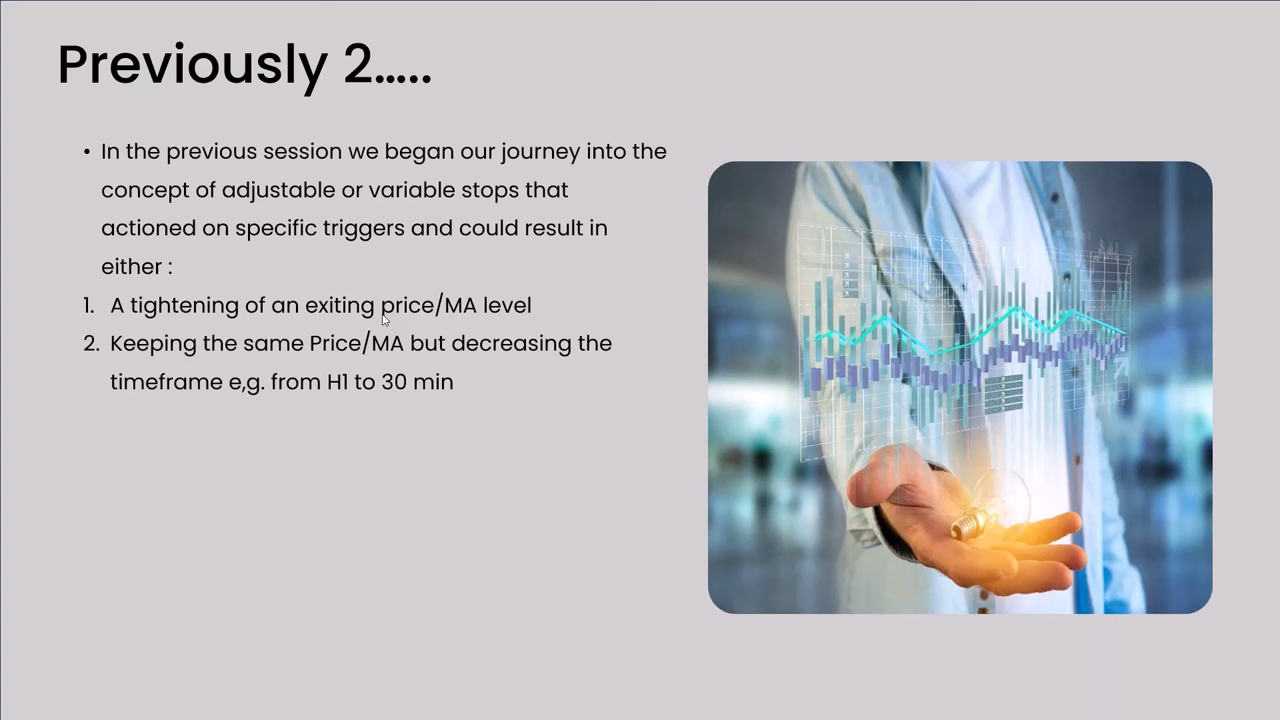 Previously 2.....
• In the previous session we began our journey into the
concept of adjustable or variable stops that
actioned on specific triggers and could result in
either :
1. A tightening of an exiting price/MA level
2. Keeping the same Price/MA but decreasing the
timeframe e,g. from H1 to 30 min